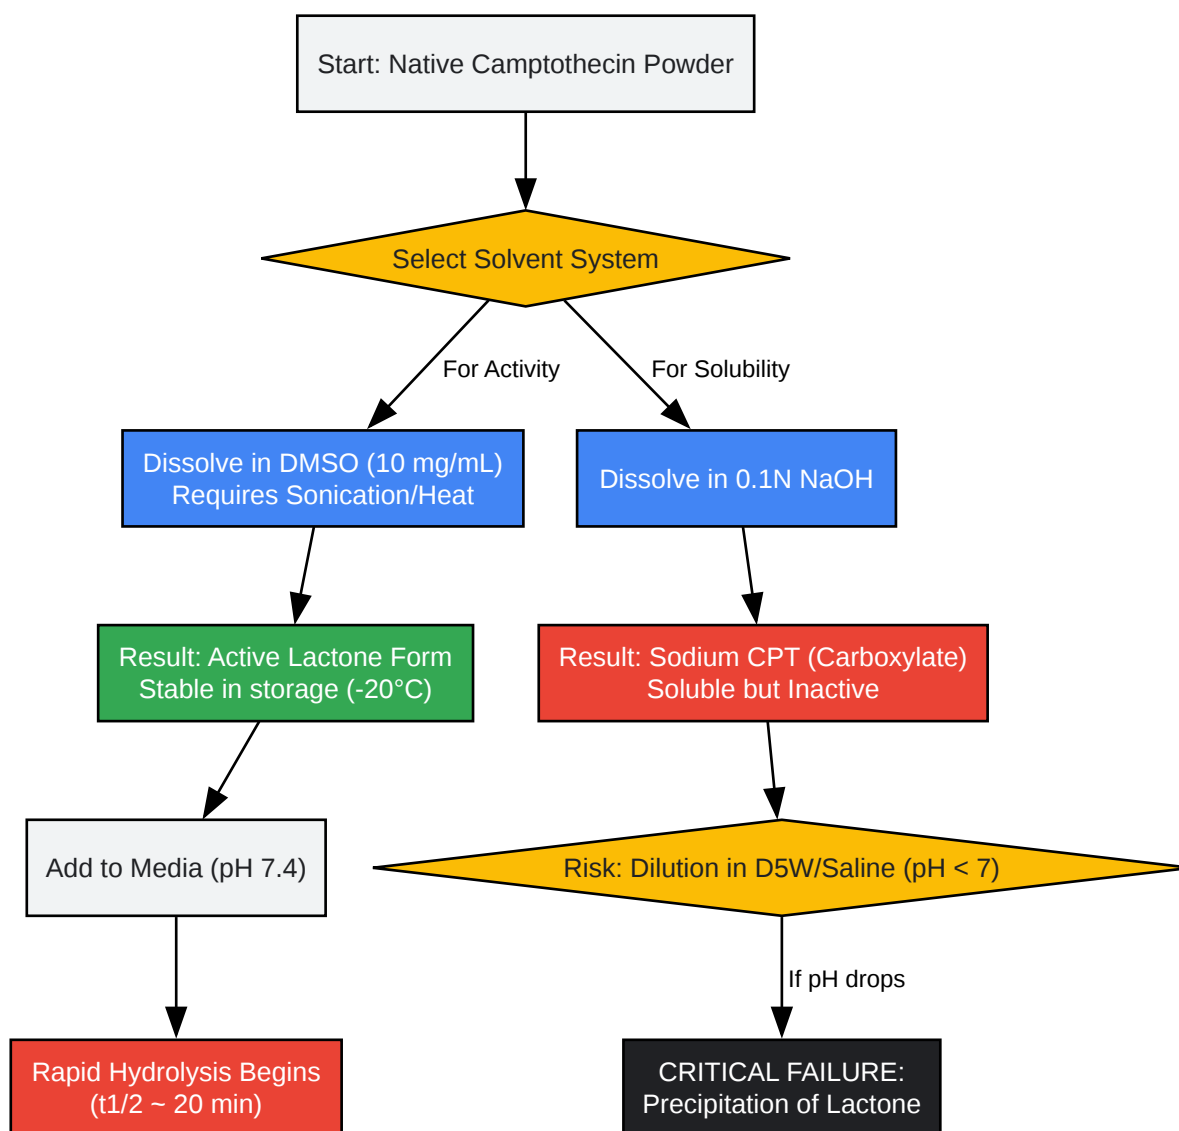 Start: Native Camptothecin Powder
Select Solvent System
For Activity
For Solubility
Dissolve in DMSO (10 mg/mL)
Requires Sonication/Heat
Dissolve in 0.1N NaOH
Result: Active Lactone Form
Stable in storage (-20°C)
Result: Sodium CPT (Carboxylate)
Soluble but Inactive
Add to Media (pH 7.4)
Risk: Dilution in D5W/Saline (pH < 7)
If pH drops
Rapid Hydrolysis Begins
(t1/2 ~ 20 min)
CRITICAL FAILURE:
Precipitation of Lactone